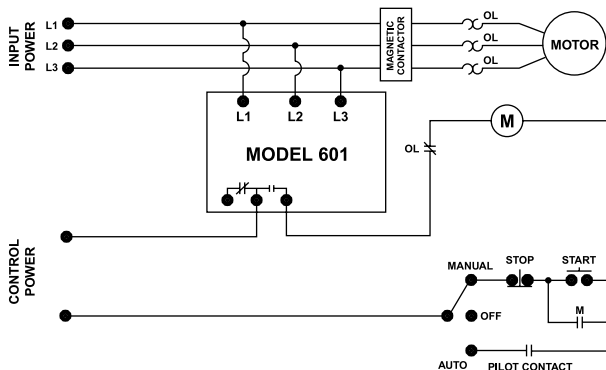 INPUT
POWER
L1
L2
L3
MAGNETIC
CONTACTOR
OL
OL
OL
MOTOR
L1 L2 L3
MODEL 601
OL
M
CONTROL
POWER
MANUAL
STOP
START
OFF
M
AUTO
PILOT CONTACT